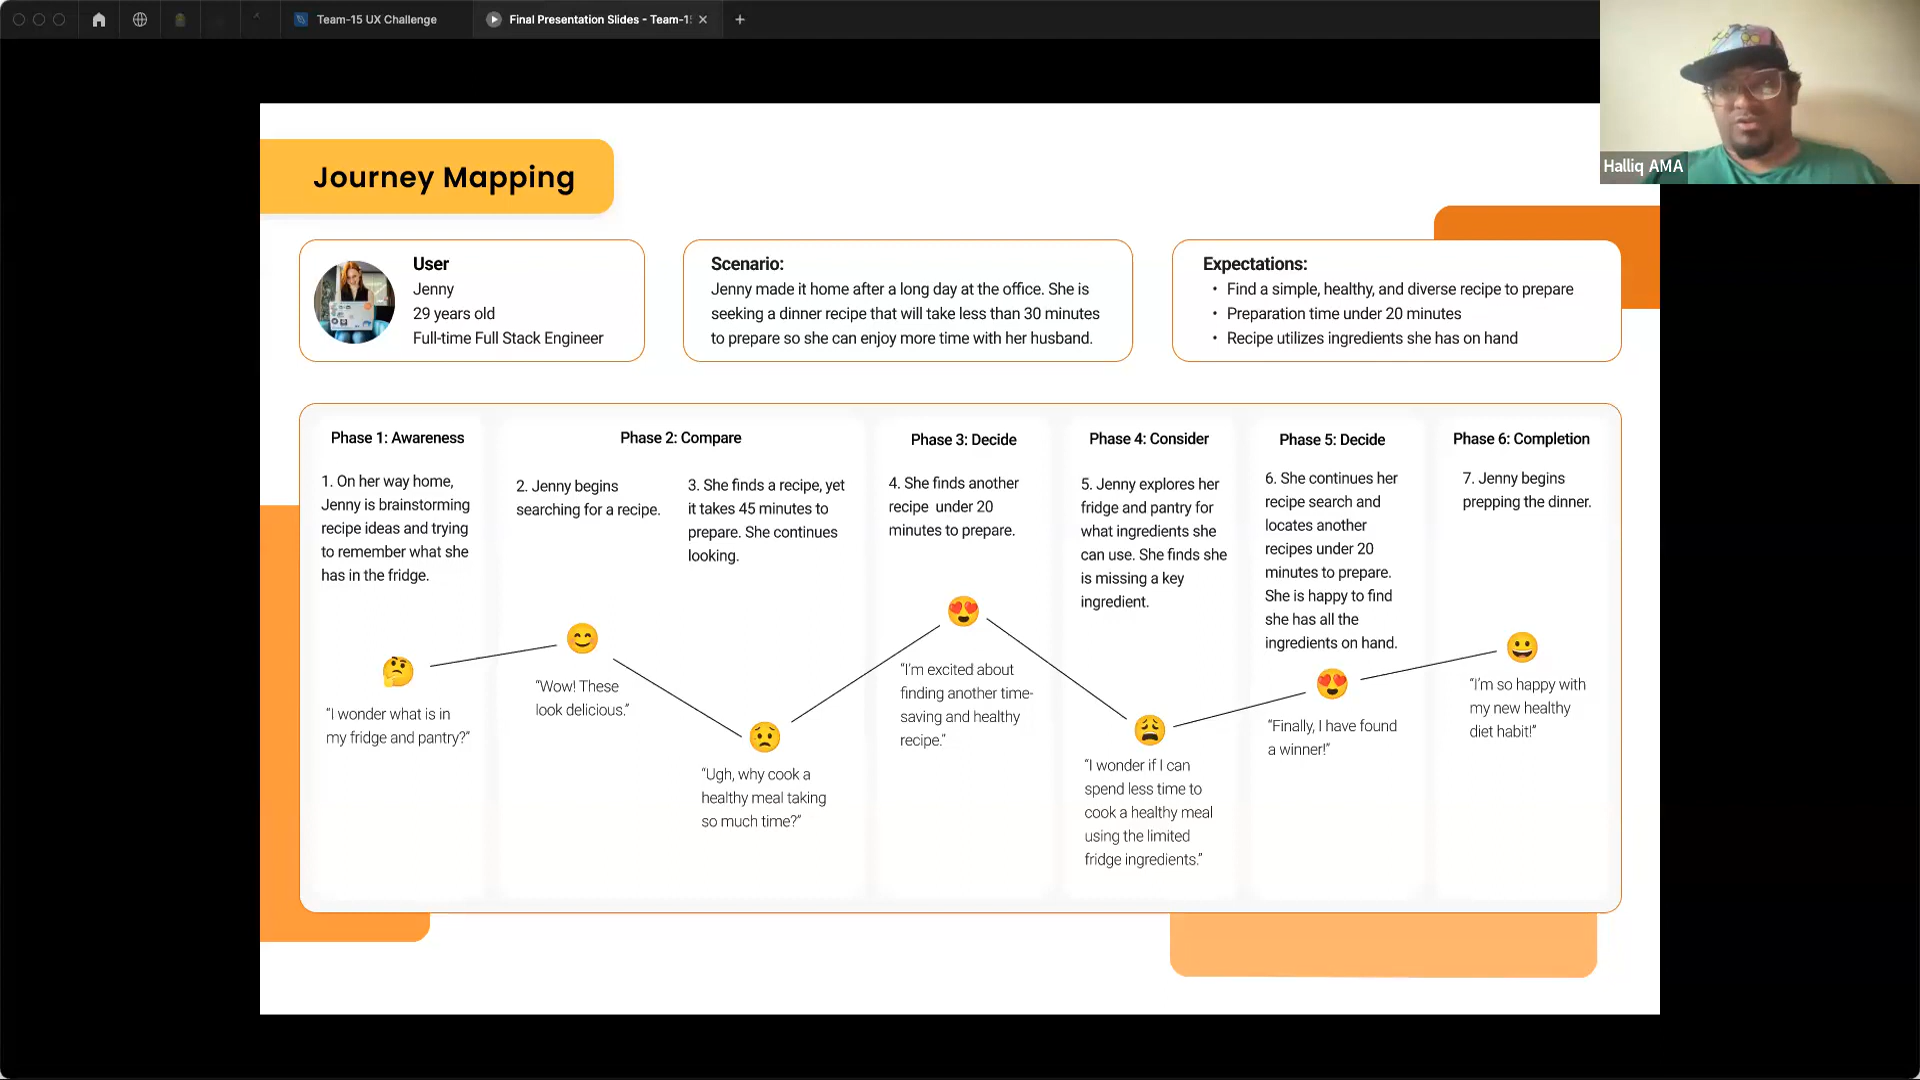 Team-15 UX Challenge
Final Presentation Slides - Team-1
Halliq AMA
Journey Mapping
User
Jenny
29 years old
Full-time Full Stack Engineer
Scenario:
Jenny made it home after a long day at the office. She is
seeking a dinner recipe that will take less than 30 minutes
to prepare so she can enjoy more time with her husband.
Expectations:
• Find a simple, healthy, and diverse recipe to prepare
• Preparation time under 20 minutes
• Recipe utilizes ingredients she has on hand
Phase 1: Awareness
1. On her way home,
Jenny is brainstorming
recipe ideas and trying
to remember what she
has in the fridge.
“I wonder what is in
my fridge and pantry?”
Phase 2: Compare
2. Jenny begins
searching for a recipe.
“Wow! These
look delicious.”
3. She finds a recipe, yet
it takes 45 minutes to
prepare. She continues
looking.
“Ugh, why cook a
healthy meal taking
so much time?”
Phase 3: Decide
4. She finds another
recipe under 20
minutes to prepare.
“I’m excited about
finding another time-
saving and healthy
recipe.”
Phase 4: Consider
5. Jenny explores her
fridge and pantry for
what ingredients she
can use. She finds she
is missing a key
ingredient.
“I wonder if I can
spend less time to
cook a healthy meal
using the limited
fridge ingredients.”
Phase 5: Decide
6. She continues her
recipe search and
locates another
recipes under 20
minutes to prepare.
She is happy to find
she has all the
ingredients on hand.
“Finally, I have found
a winner!”
Phase 6: Completion
7. Jenny begins
prepping the dinner.
“I’m so happy with
my new healthy
diet habit!”